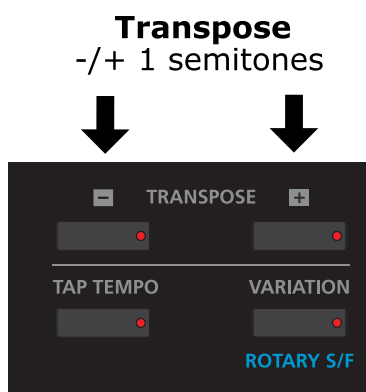 Transpose
-/+ 1 semitones
- TRANSPOSE +
TAP TEMPO VARIATION
ROTARY S/F